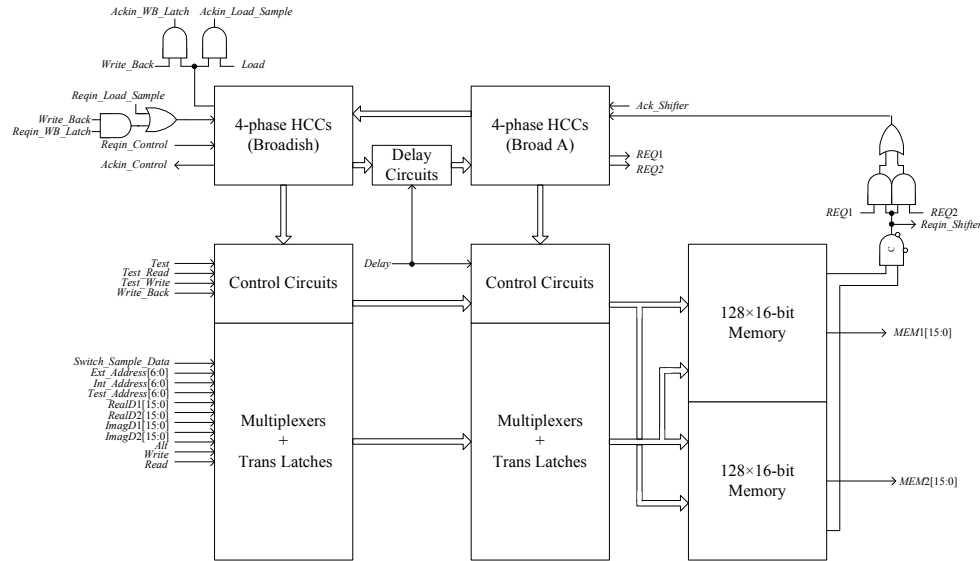 Ackin_WB_Latch
Ackin_Load_Sample
Write_Back
Load
Reqin_Load_Sample
Write_Back
Reqin_WB_Latch
Reqin_Control
Ackin_Control
4-phase HCCs
(Broadish)
Delay
Circuits
4-phase HCCs
(Broad A)
Ack_Shifter
REQ1
REQ2
REQ1
REQ2
Reqin_Shifter
C
Test
Test_Read
Test_Write
Write_Back
Control Circuits
Delay
Control Circuits
128×16-bit
Memory
MEM1[15:0]
Switch_Sample_Data
Ext_Address[6:0]
Int_Address[6:0]
Test_Address[6:0]
RealD1[15:0]
RealD2[15:0]
ImagD1[15:0]
ImagD2[15:0]
Alt
Write
Read
Multiplexers
+
Trans Latches
Multiplexers
+
Trans Latches
128×16-bit
Memory
MEM2[15:0]